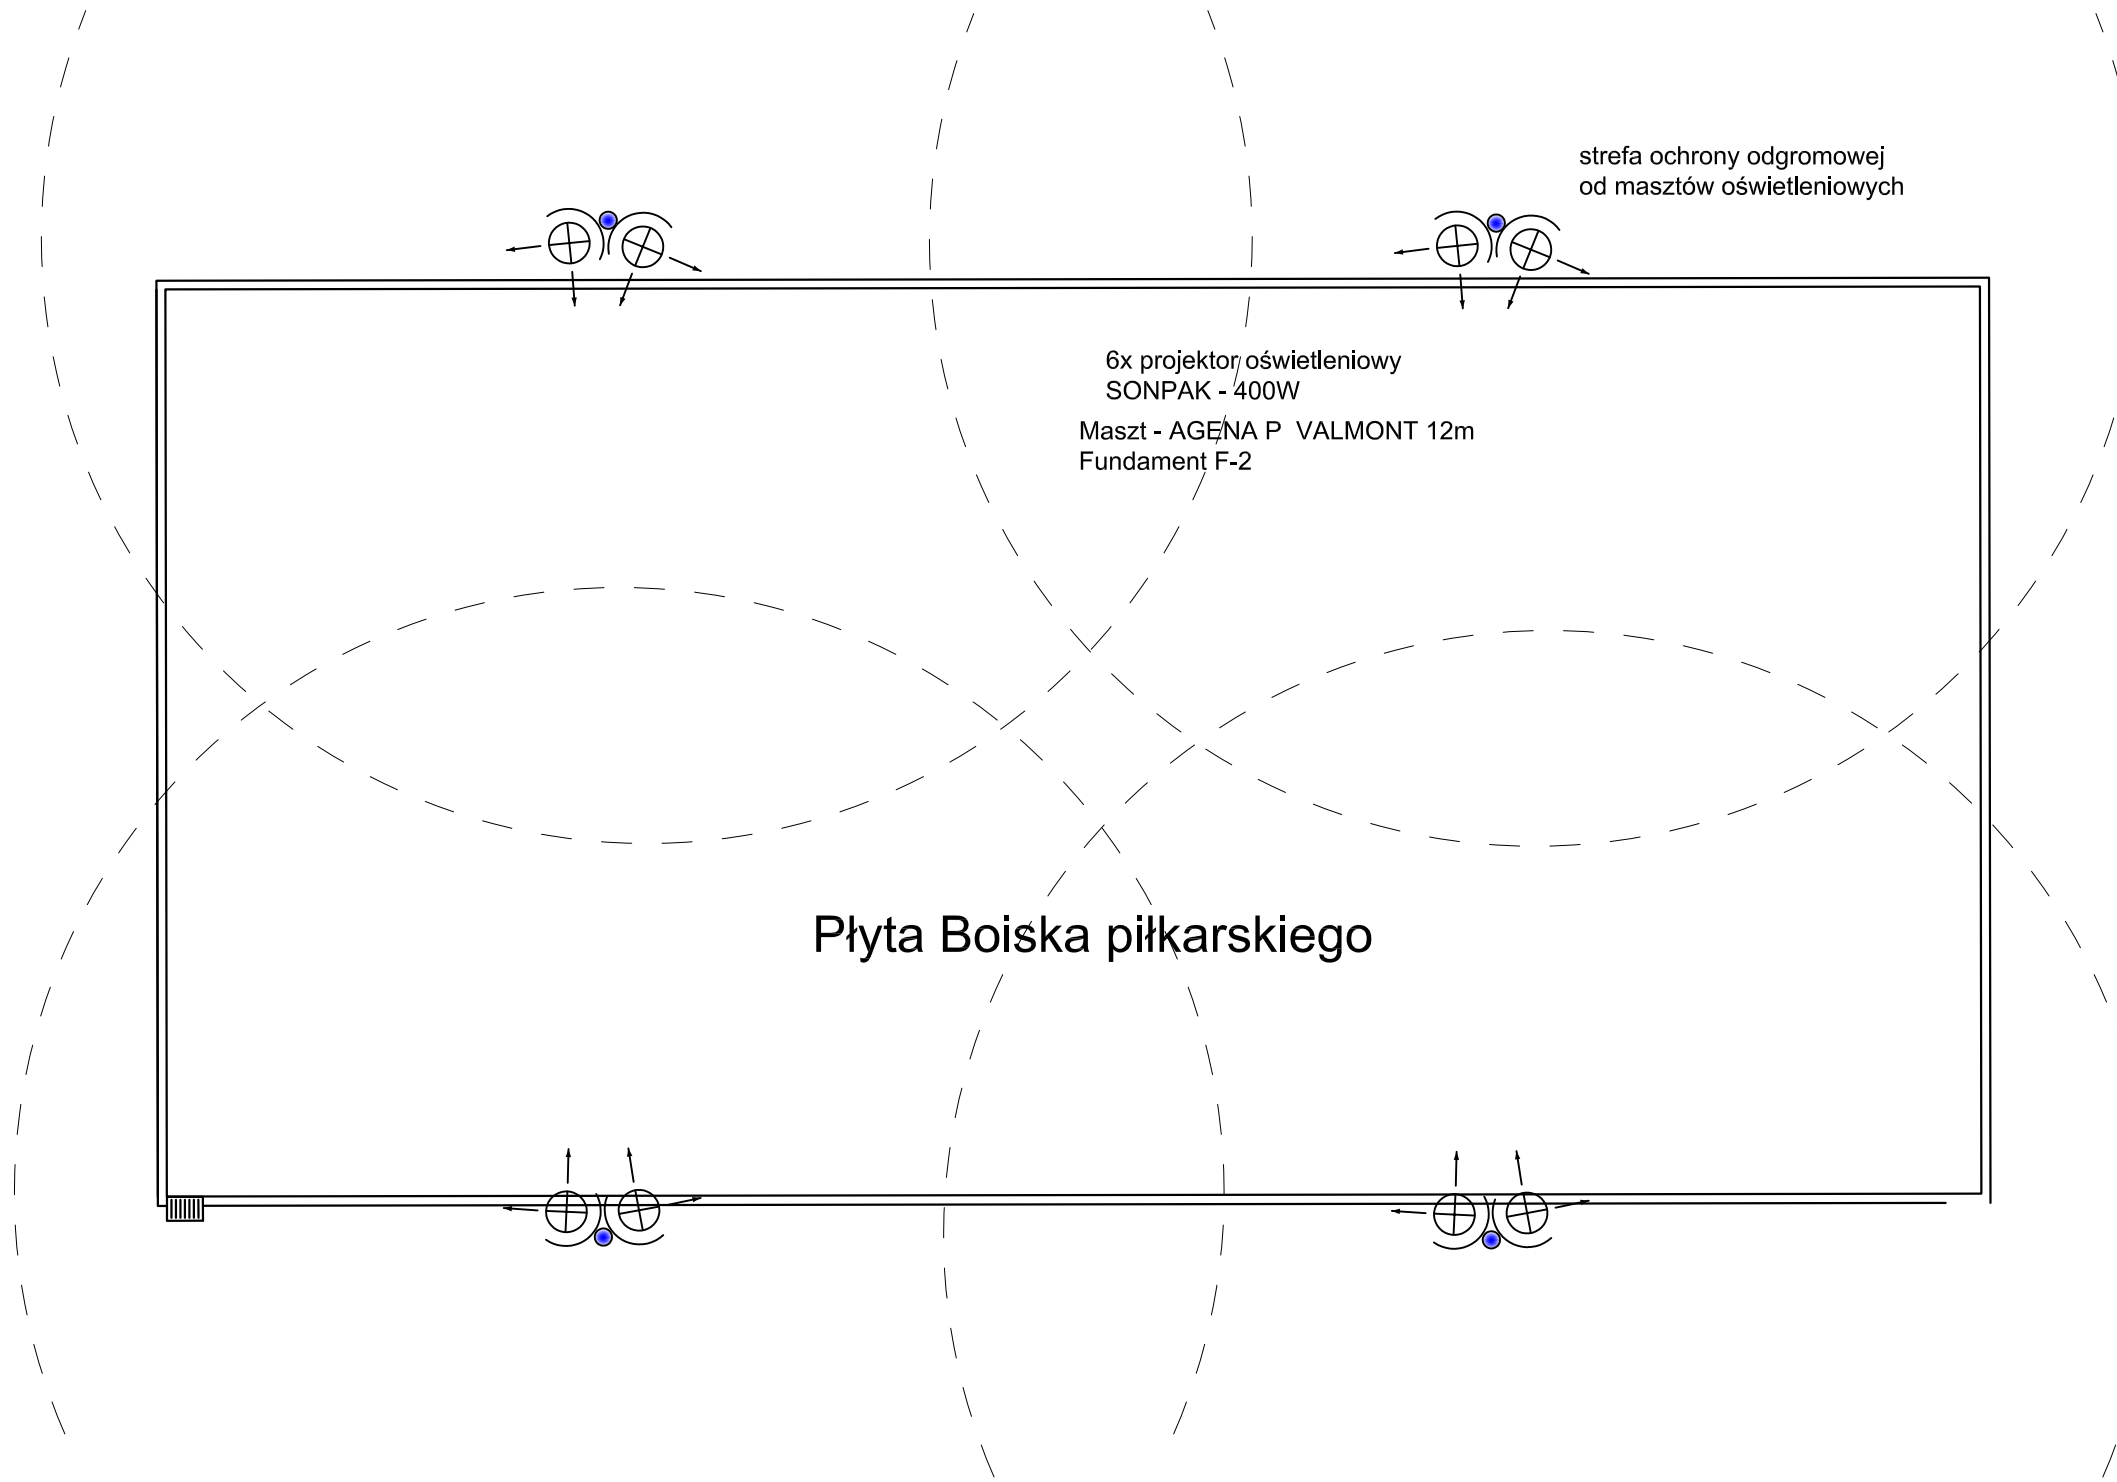 strefa ochrony odgromowej
od masztów oświetleniowych
6x projektor oświetleniowy
SONPAK - 400W
Maszt - AGENA P  VALMONT 12m
Fundament F-2
Płyta Boiska piłkarskiego